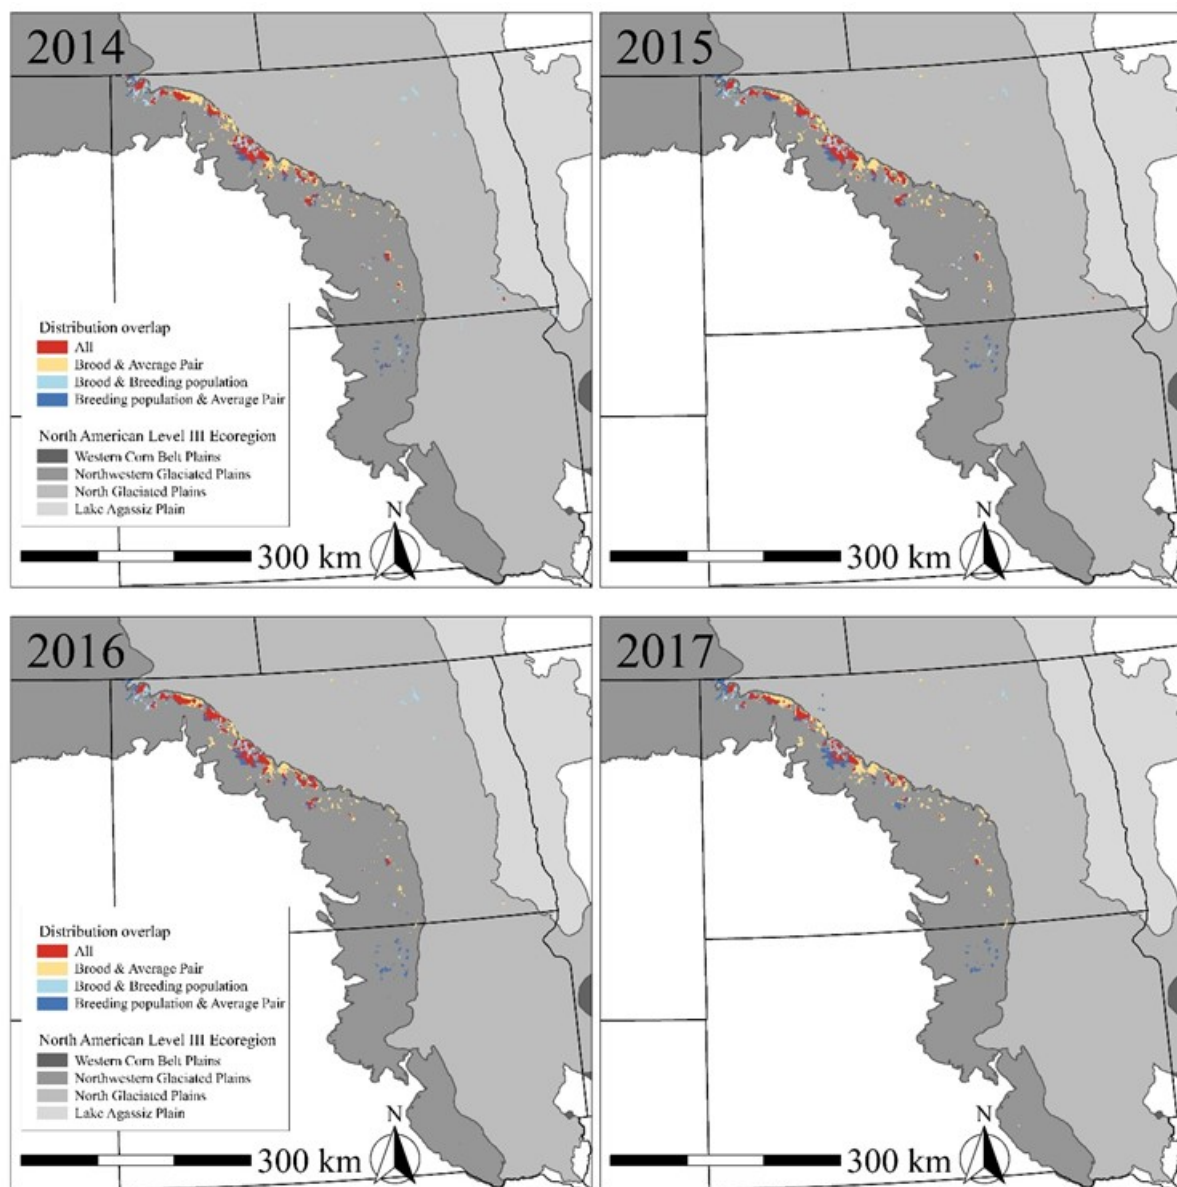 2014
Distribution overlap
All
Brood & Average Pair
Brood & Breeding population
Breeding population & Average Pair
North American Level III Ecoregion
Western Corn Belt Plains
Northwestern Glaciated Plains
North Glaciated Plains
Lake Agassiz Plain
N
300 km
2015
N
300 km
2016
Distribution overlap
All
Brood & Average Pair
Brood & Breeding population
Breeding population & Average Pair
North American Level III Ecoregion
Western Corn Belt Plains
Northwestern Glaciated Plains
North Glaciated Plains
Lake Agassiz Plain
N
300 km
2017
N
300 km